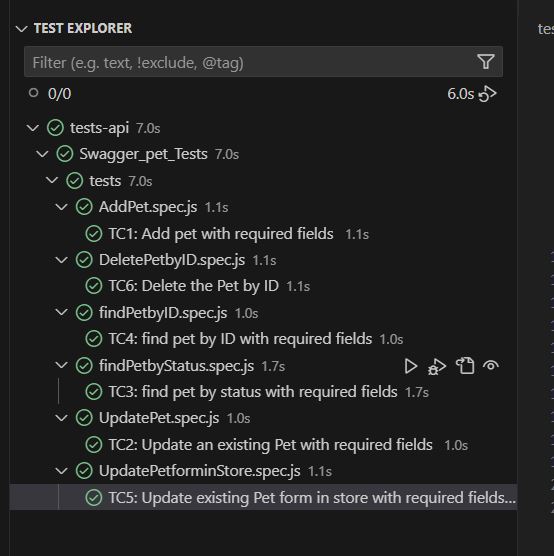 TEST EXPLORER
Filter (e.g. text, !exclude, @tag)
0/0 6.0s
tests-api 7.0s
Swagger_pet_Tests 7.0s
tests 7.0s
AddPet.spec.js 1.1s
TC1: Add pet with required fields 1.1s
DeletePetbyID.spec.js 1.1s
TC6: Delete the Pet by ID 1.1s
findPetbyID.spec.js 1.0s
TC4: find pet by ID with required fields 1.0s
findPetbyStatus.spec.js 1.7s
TC3: find pet by status with required fields 1.7s
UpdatePet.spec.js 1.0s
TC2: Update an existing Pet with required fields 1.0s
UpdatePetforminStore.spec.js 1.1s
TC5: Update existing Pet form in store with required fields...